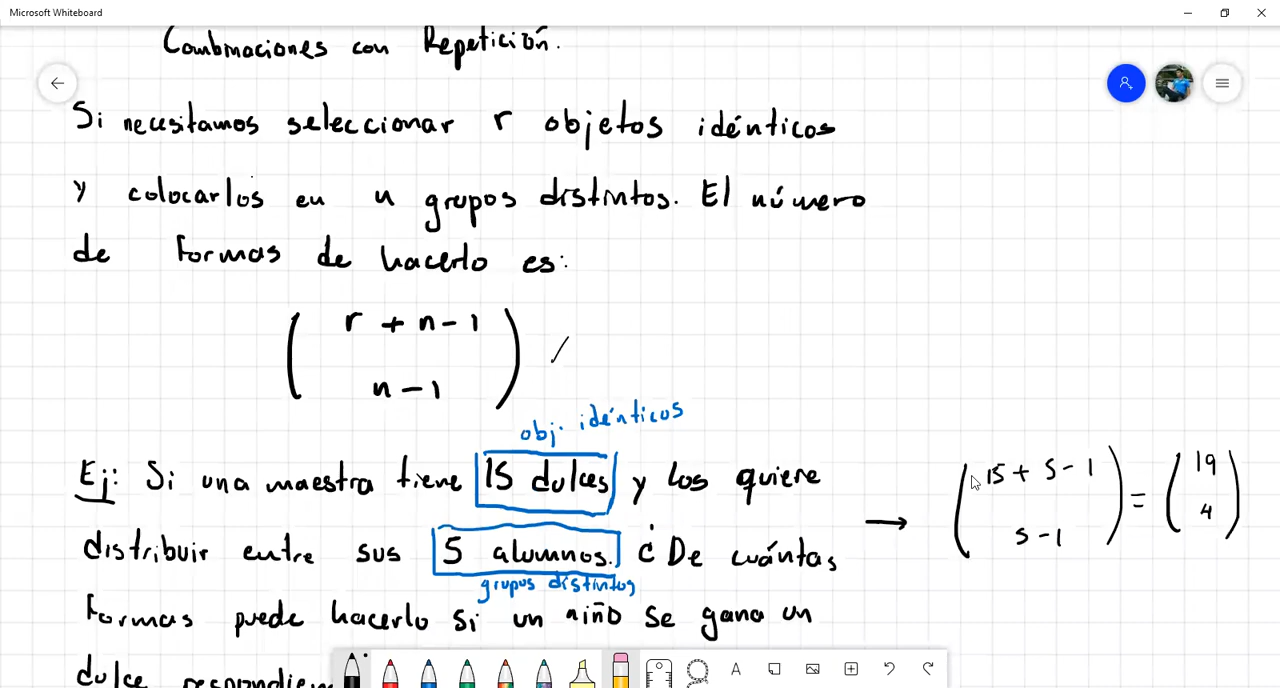 Microsoft Whiteboard
Combinaciones con Repetición.
Si necesitamos seleccionar r objetos idénticos
y colocarlos en n grupos distintos. El número
de formas de hacerlo es:
r + n - 1
n - 1
obj. idénticos
Ej: Si una maestra tiene 15 dulces y los quiere
distribuir entre sus 5 alumnos. ¿De cuántas
grupos distintos
formas puede hacerlo si un niño se gana un
dulce
→ (15 + 5 - 1) = (19)
5 - 1 4
A